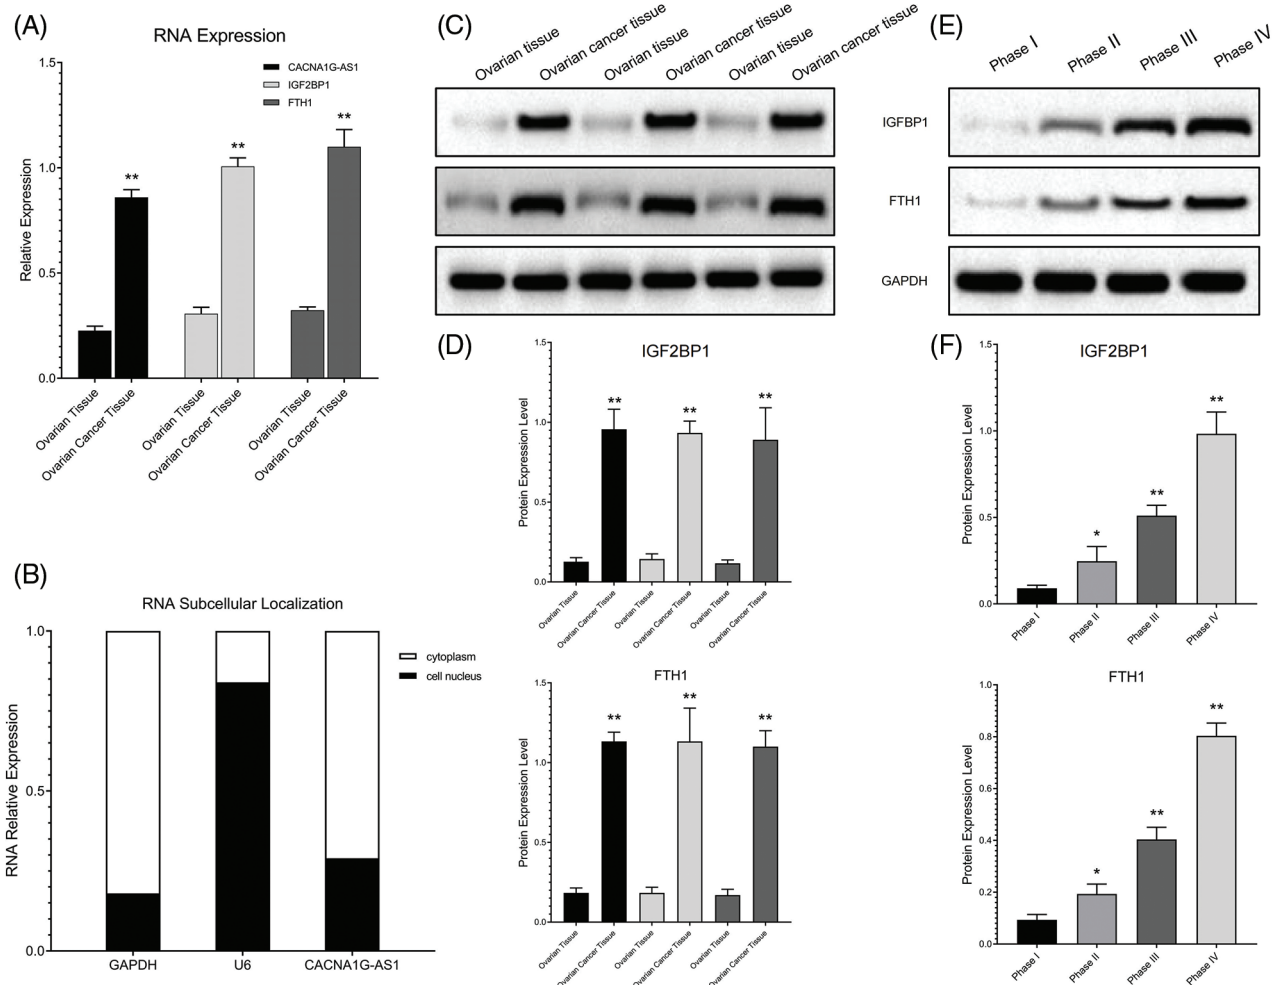 (A)
RNA Expression
CACNA1G-AS1
IGF2BP1
FTH1
Relative Expression
1.5
1.0
0.5
0.0
**
**
**
Ovarian Tissue
Ovarian Cancer Tissue
Ovarian Tissue
Ovarian Cancer Tissue
Ovarian Tissue
Ovarian Cancer Tissue
(B)
RNA Subcellular Localization
cytoplasm
cell nucleus
RNA Relative Expression
1.0
0.5
0.0
GAPDH
U6
CACNA1G-AS1
(C)
Ovarian tissue
Ovarian cancer tissue
Ovarian tissue
Ovarian cancer tissue
Ovarian tissue
Ovarian cancer tissue
IGFBP1
FTH1
GAPDH
(D)
IGF2BP1
Protein Expression Level
1.5
1.0
0.5
0.0
**
**
**
Ovarian Tissue
Ovarian Cancer Tissue
Ovarian Tissue
Ovarian Cancer Tissue
Ovarian Tissue
Ovarian Cancer Tissue
FTH1
Protein Expression Level
1.5
1.0
0.5
0.0
**
**
**
Ovarian Tissue
Ovarian Cancer Tissue
Ovarian Tissue
Ovarian Cancer Tissue
Ovarian Tissue
Ovarian Cancer Tissue
(E)
Phase I
Phase II
Phase III
Phase IV
(F)
IGF2BP1
Protein Expression Level
1.5
1.0
0.5
0.0
*
**
**
Phase I
Phase II
Phase III
Phase IV
FTH1
Protein Expression Level
1.0
0.8
0.6
0.4
0.2
0.0
*
**
**
Phase I
Phase II
Phase III
Phase IV